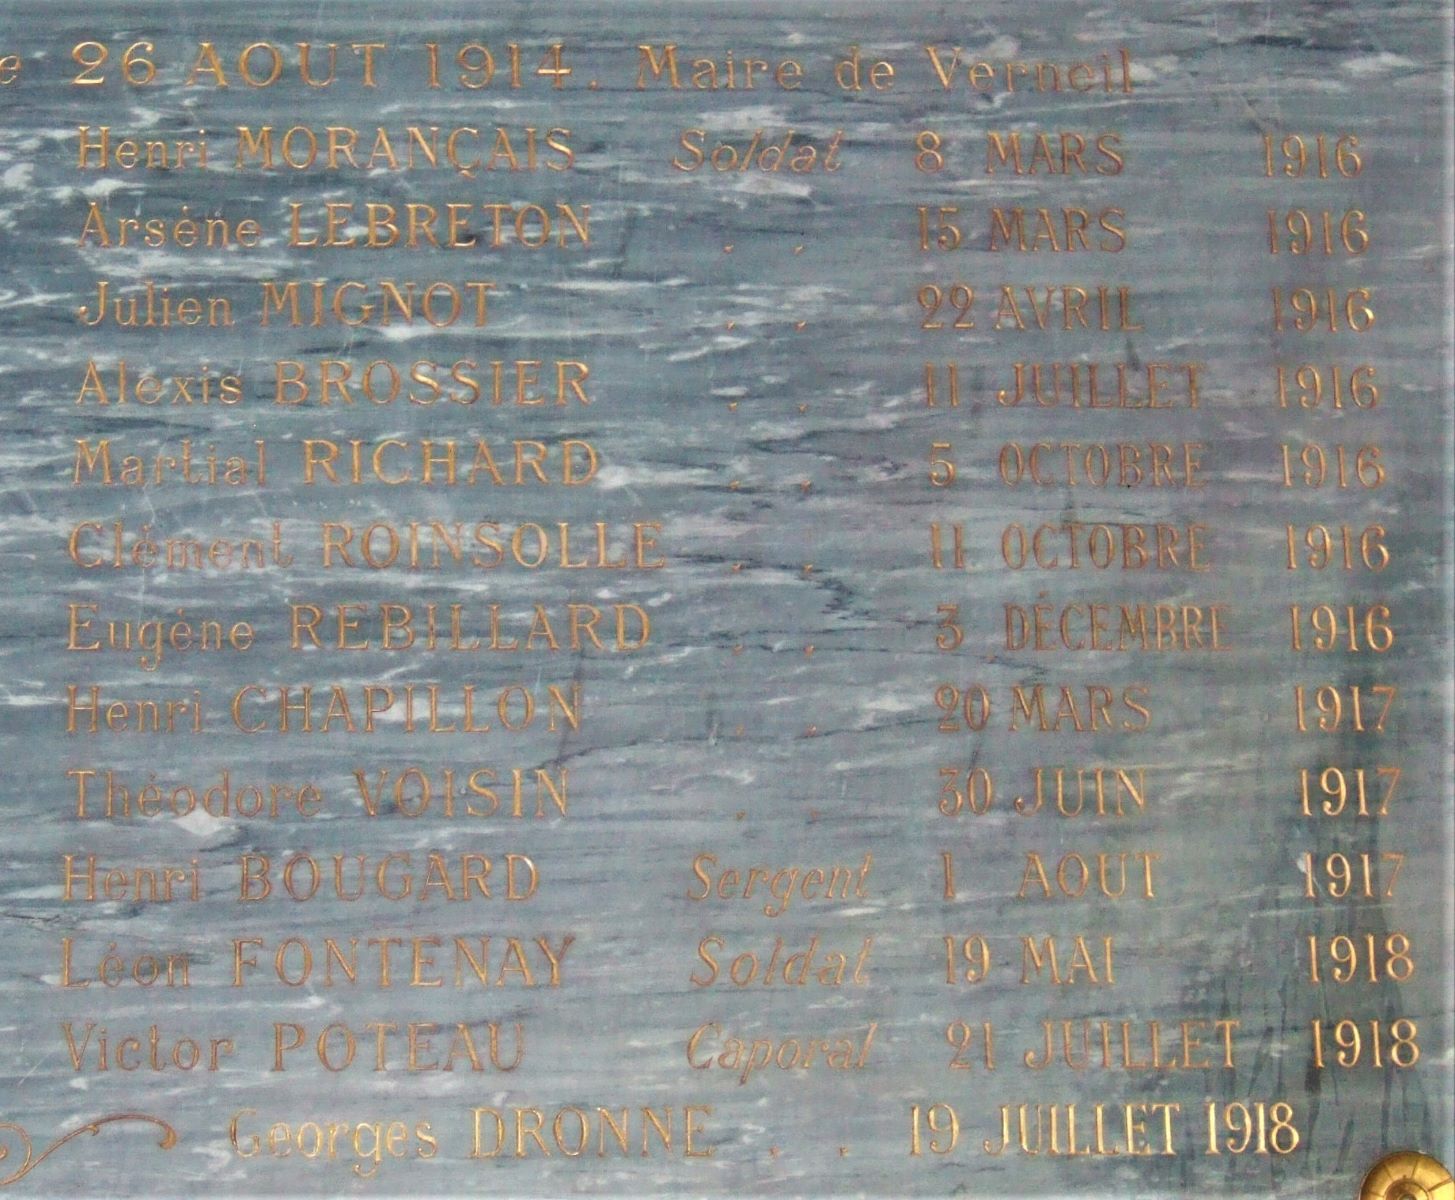 e 26 AOUT 1914. Maire de Verneil
Henri MORANÇAIS Soldat 8 MARS 1916
Arsène LEBRETON . . 15 MARS 1916
Julien MIGNOT . . 22 AVRIL 1916
Alexis BROSSIER . . 11 JUILLET 1916
Martial RICHARD . . 5 OCTOBRE 1916
Clément ROINSOLLE . . 11 OCTOBRE 1916
Eugène REBILLARD . . 3 DÉCEMBRE 1916
Henri CHAPILLON . . 20 MARS 1917
Théodore VOISIN . . 30 JUIN 1917
Henri BOUGARD Sergent 1 AOUT 1917
Léon FONTENAY Soldat 19 MAI 1918
Victor POTEAU Caporal 21 JUILLET 1918
Georges DRONNE . . 19 JUILLET 1918